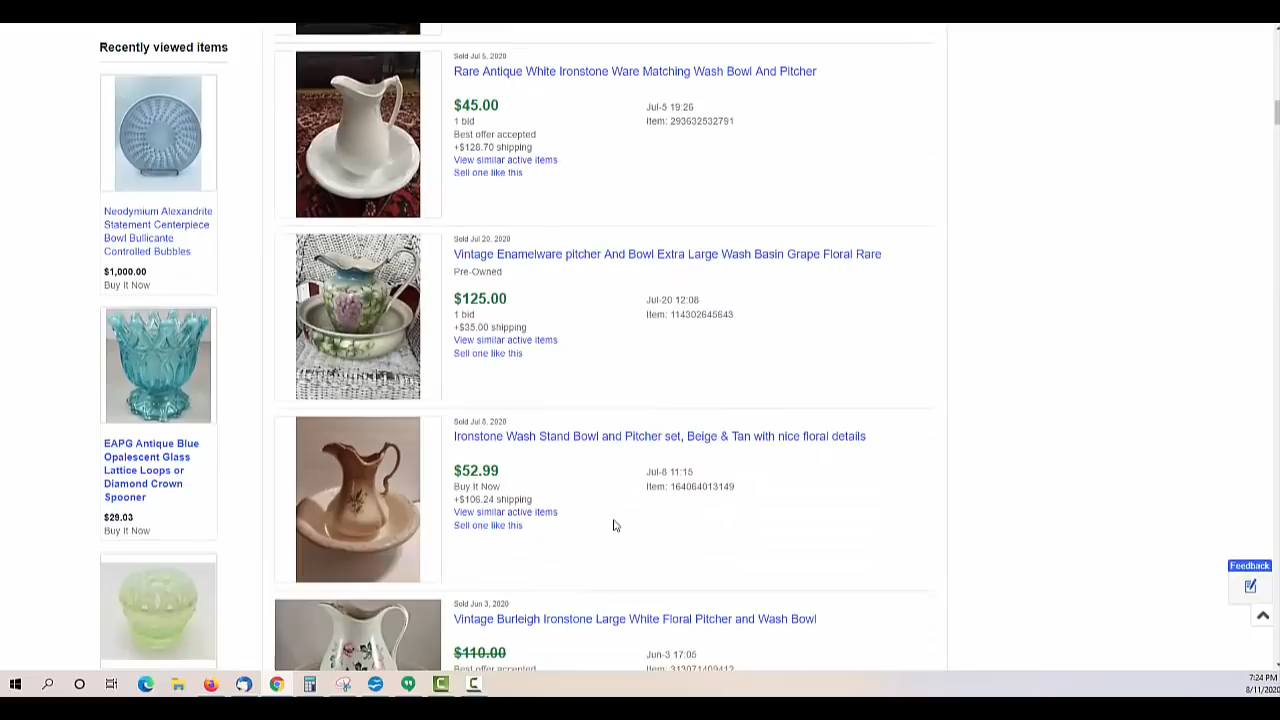 Recently viewed items
Neodymium Alexandrite
Statement Centerpiece
Bowl Bullicante
Controlled Bubbles
$1,000.00
Buy It Now
EAPG Antique Blue
Opalescent Glass
Lattice Loops or
Diamond Crown
Spooner
$29.03
Buy It Now
Sold Jul 5, 2020
Rare Antique White Ironstone Ware Matching Wash Bowl And Pitcher
$45.00
Jul-5 19:26
1 bid
Item: 293632532791
Best offer accepted
+$128.70 shipping
View similar active items
Sell one like this
Sold Jul 20, 2020
Vintage Enamelware pitcher And Bowl Extra Large Wash Basin Grape Floral Rare
Pre-Owned
$125.00
Jul-20 12:08
1 bid
Item: 114302645643
+$35.00 shipping
View similar active items
Sell one like this
Sold Jul 8, 2020
Ironstone Wash Stand Bowl and Pitcher set, Beige & Tan with nice floral details
$52.99
Jul-8 11:15
Buy It Now
Item: 164064013149
+$106.24 shipping
View similar active items
Sell one like this
Sold Jun 3, 2020
Vintage Burleigh Ironstone Large White Floral Pitcher and Wash Bowl
$110.00
Jun-3 17:05
Best offer accepted
Item: 313071409412
Feedback
7:24 PM
8/11/2020